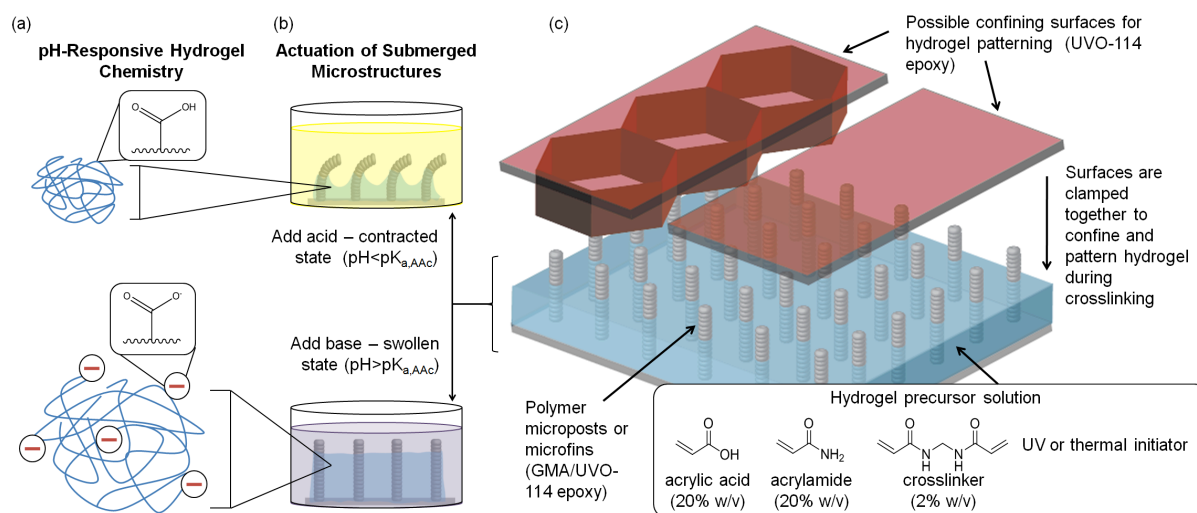 (a)
pH-Responsive Hydrogel
Chemistry
O
OH
O
O-
(b)
Actuation of Submerged
Microstructures
Add acid – contracted
state (pH<pKa,AAc)
Add base – swollen
state (pH>pKa,AAc)
(c)
Possible confining surfaces for
hydrogel patterning (UVO-114
epoxy)
Surfaces are
clamped
together to
confine and
pattern hydrogel
during
crosslinking
Polymer
microposts or
microfins
(GMA/UVO-
114 epoxy)
Hydrogel precursor solution
O
OH
acrylic acid
(20% w/v)
O
NH2
acrylamide
(20% w/v)
O
N
H
N
H
O
crosslinker
(2% w/v)
UV or thermal initiator